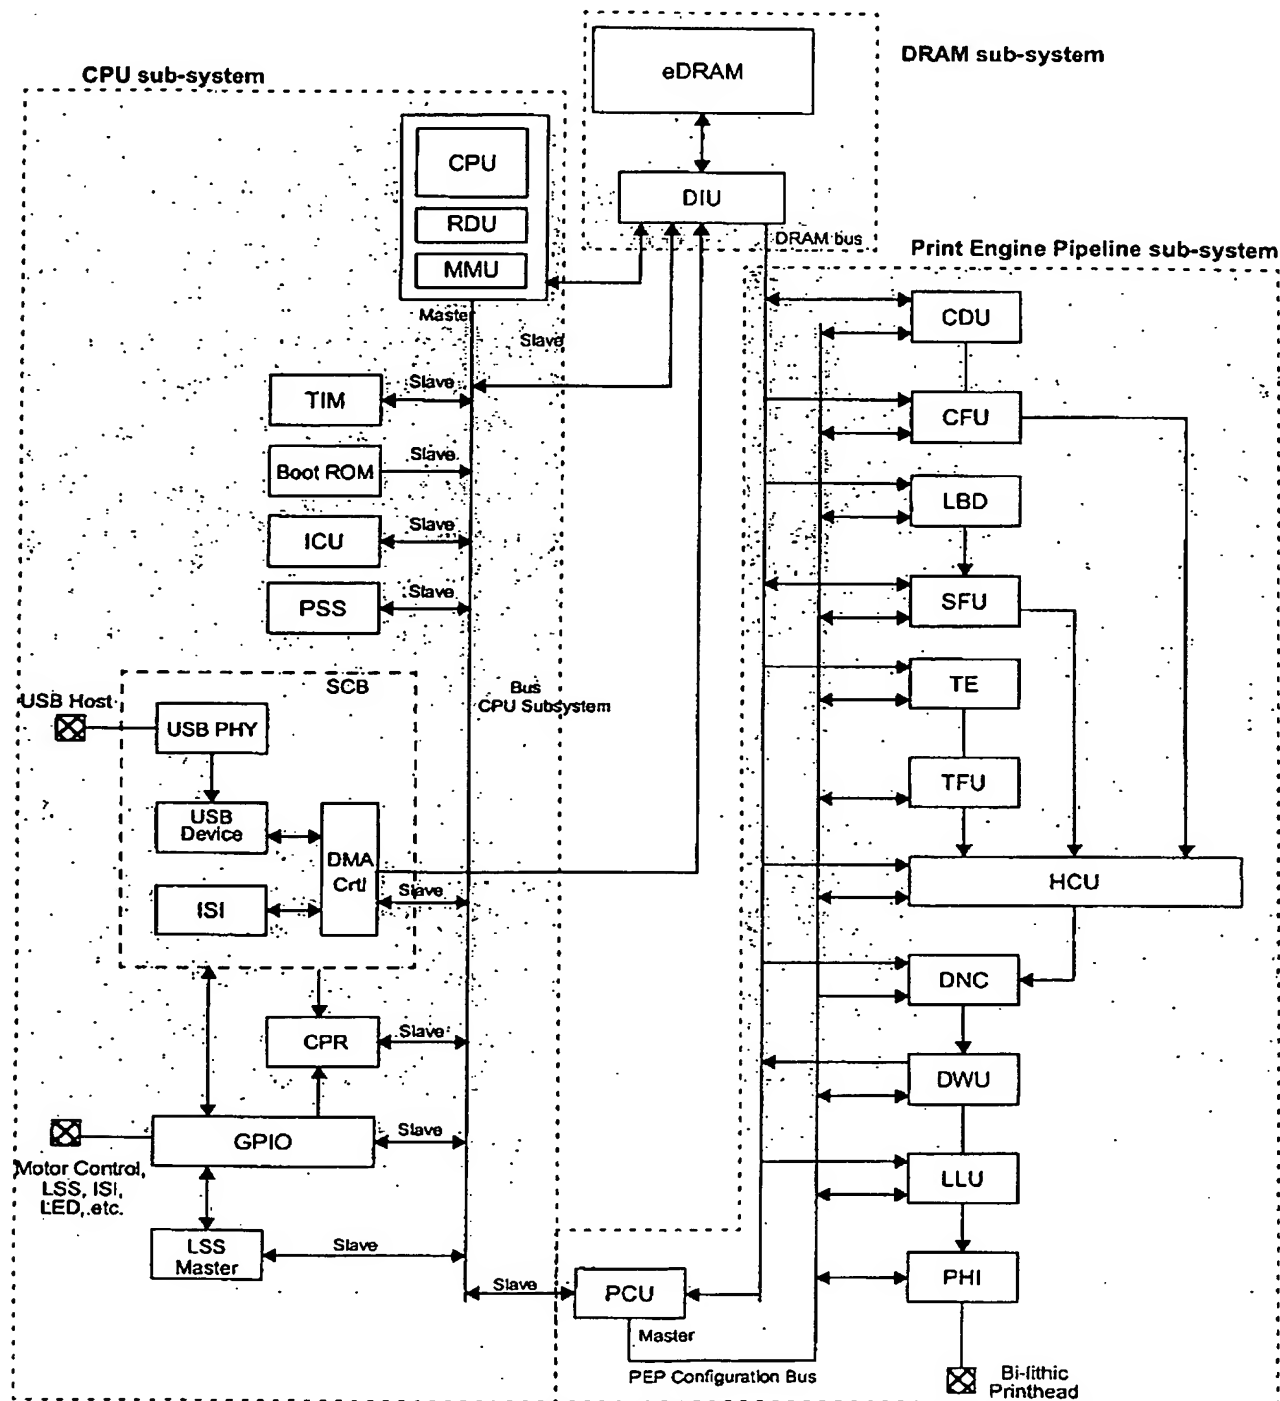 eDRAM
DRAM sub-system
CPU sub-system
CPU
DIU
RDU
DRAM bus
MMU
Print Engine Pipeline sub-system
Master
CDU
Slave
Slave
TIM
CFU
Slave
Boot ROM
LBD
Slave
ICU
Slave
PSS
SFU
SCB
TE
USB Host
Bus
CPU Subsystem
USB PHY
TFU
USB
Device
DMA
Crtl
HCU
Slave
ISI
DNC
Slave
CPR
DWU
Slave
GPIO
Motor Control,
LSS, ISI,
LED, etc.
LLU
LSS
Master
Slave
PHI
Slave
PCU
Master
PEP Configuration Bus
Bi-lithic
Printhead